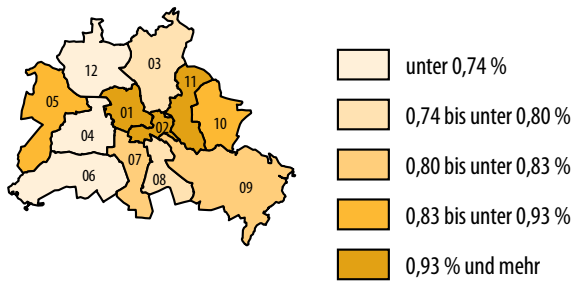 12
03
11
05
01
02
10
04
07
06
08
09
unter 0,74 %
0,74 bis unter 0,80 %
0,80 bis unter 0,83 %
0,83 bis unter 0,93 %
0,93 % und mehr